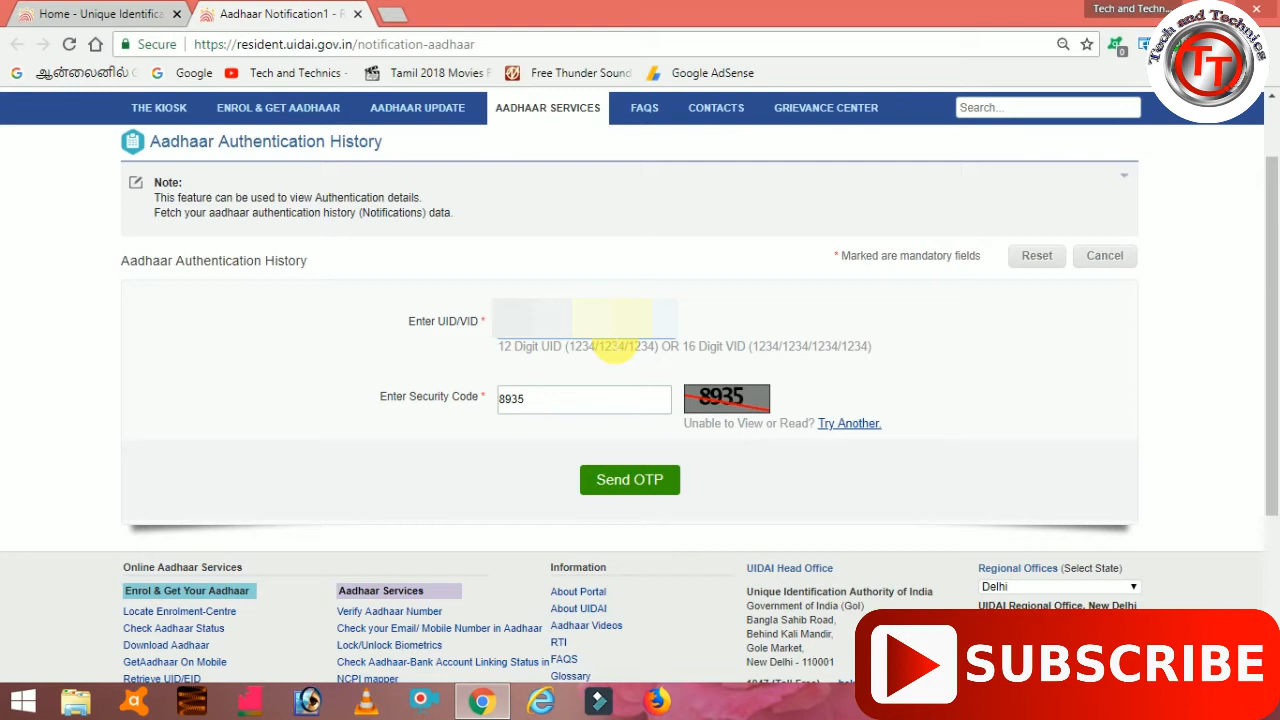 Home - Unique Identifica
Aadhaar Notification1 - R
Tech and Techn...
Secure
https://resident.uidai.gov.in/notification-aadhaar
0
ஆன்லைனில்
Google
Tech and Technics -
Tamil 2018 Movies F
Free Thunder Sound
Google AdSense
Tech and Technics
TT
THE KIOSK
ENROL & GET AADHAAR
AADHAAR UPDATE
AADHAAR SERVICES
FAQS
CONTACTS
GRIEVANCE CENTER
Search...
Aadhaar Authentication History
Note:
This feature can be used to view Authentication details.
Fetch your aadhaar authentication history (Notifications) data.
Aadhaar Authentication History
* Marked are mandatory fields
Reset
Cancel
Enter UID/VID *
12 Digit UID (1234/1234/1234) OR 16 Digit VID (1234/1234/1234/1234)
Enter Security Code *
8935
8935
Unable to View or Read? Try Another.
Send OTP
Online Aadhaar Services
Information
UIDAI Head Office
Regional Offices (Select State)
Enrol & Get Your Aadhaar
Locate Enrolment-Centre
Check Aadhaar Status
Download Aadhaar
GetAadhaar On Mobile
Retrieve UID/EID
Aadhaar Services
Verify Aadhaar Number
Check your Email/ Mobile Number in Aadhaar
Lock/Unlock Biometrics
Check Aadhaar-Bank Account Linking Status in
NCPI mapper
About Portal
About UIDAI
Aadhaar Videos
RTI
FAQS
Glossary
Unique Identification Authority of India
Government of India (GoI)
Bangla Sahib Road,
Behind Kali Mandir,
Gole Market,
New Delhi - 110001
Delhi
UIDAI Regional Office, New Delhi
SUBSCRIBE